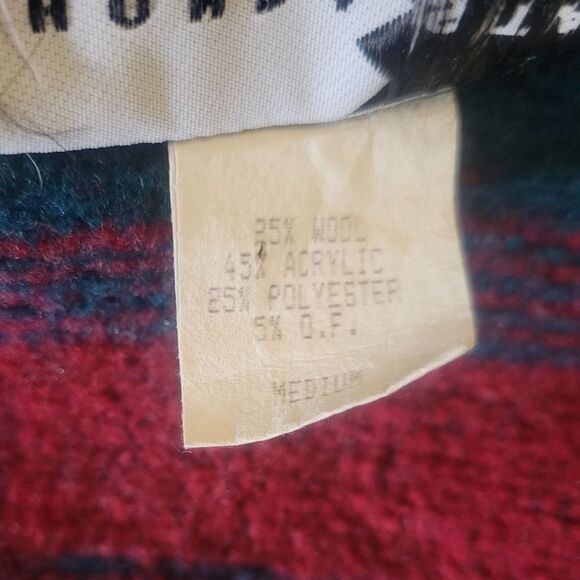 25% WOOL
45% ACRYLIC
25% POLYESTER
5% O.F.
MEDIUM